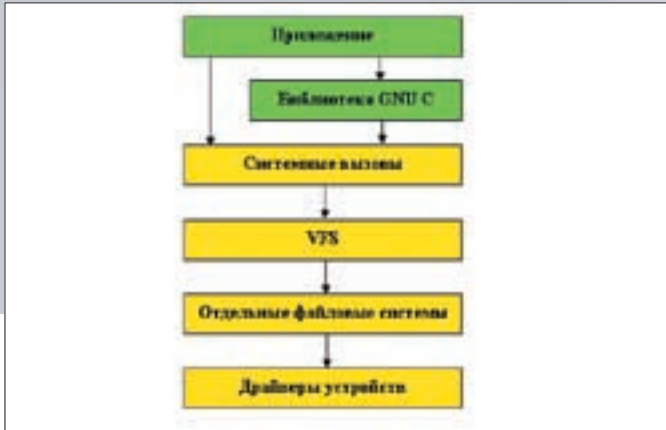 Приложение
Библиотека GNU C
Системные вызовы
VFS
Отдельные файловые системы
Драйверы устройств